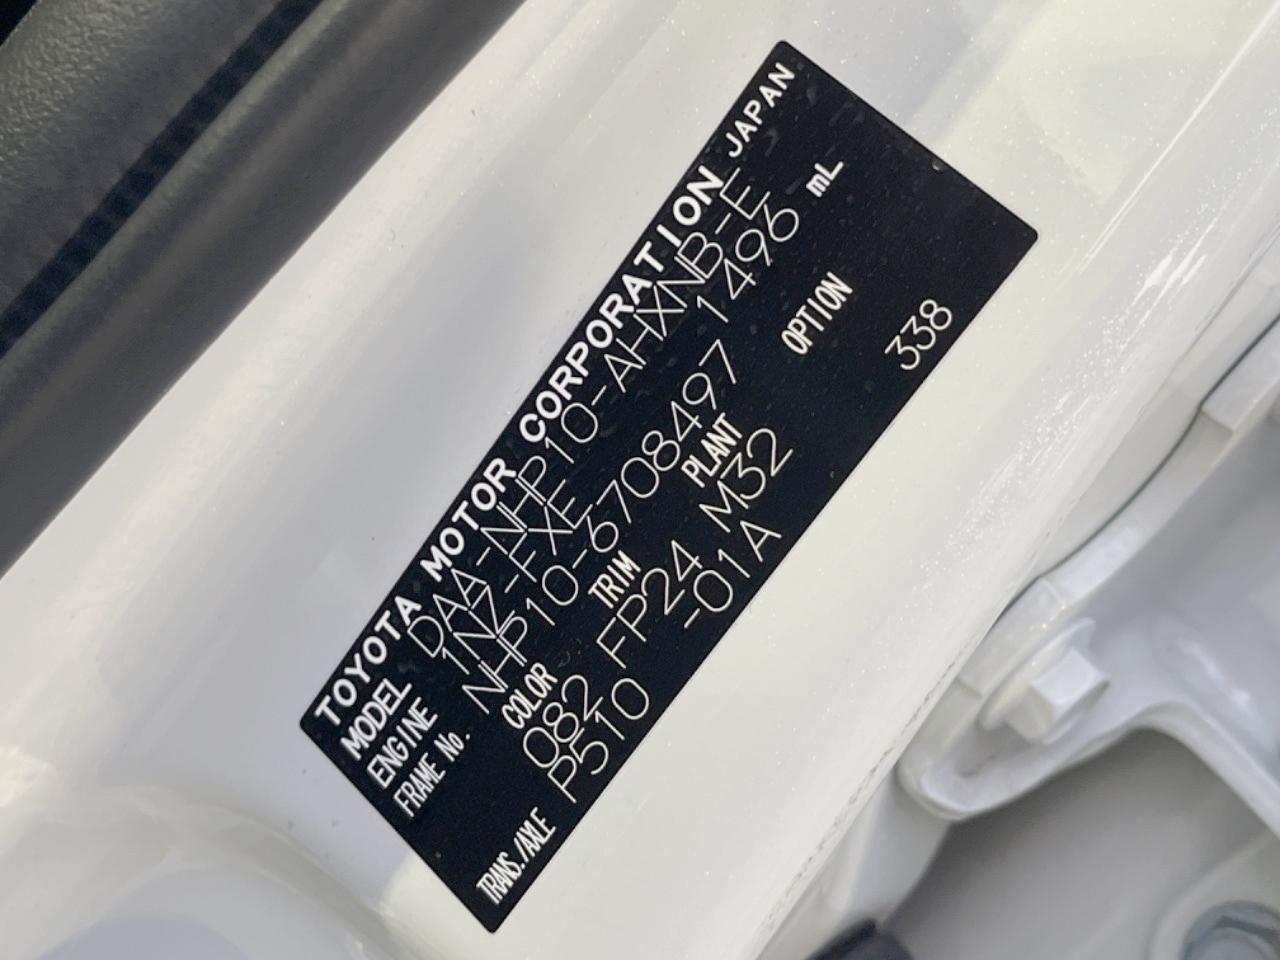 TOYOTA MOTOR CORPORATION JAPAN
MODEL DAA-NHP10-AHXNB-E
ENGINE 1NZ-FXE 1496 mL
FRAME No. NHP10-6708497
COLOR TRIM PLANT OPTION
082 FP24 M32 338
TRANS./AXLE P510 -01A